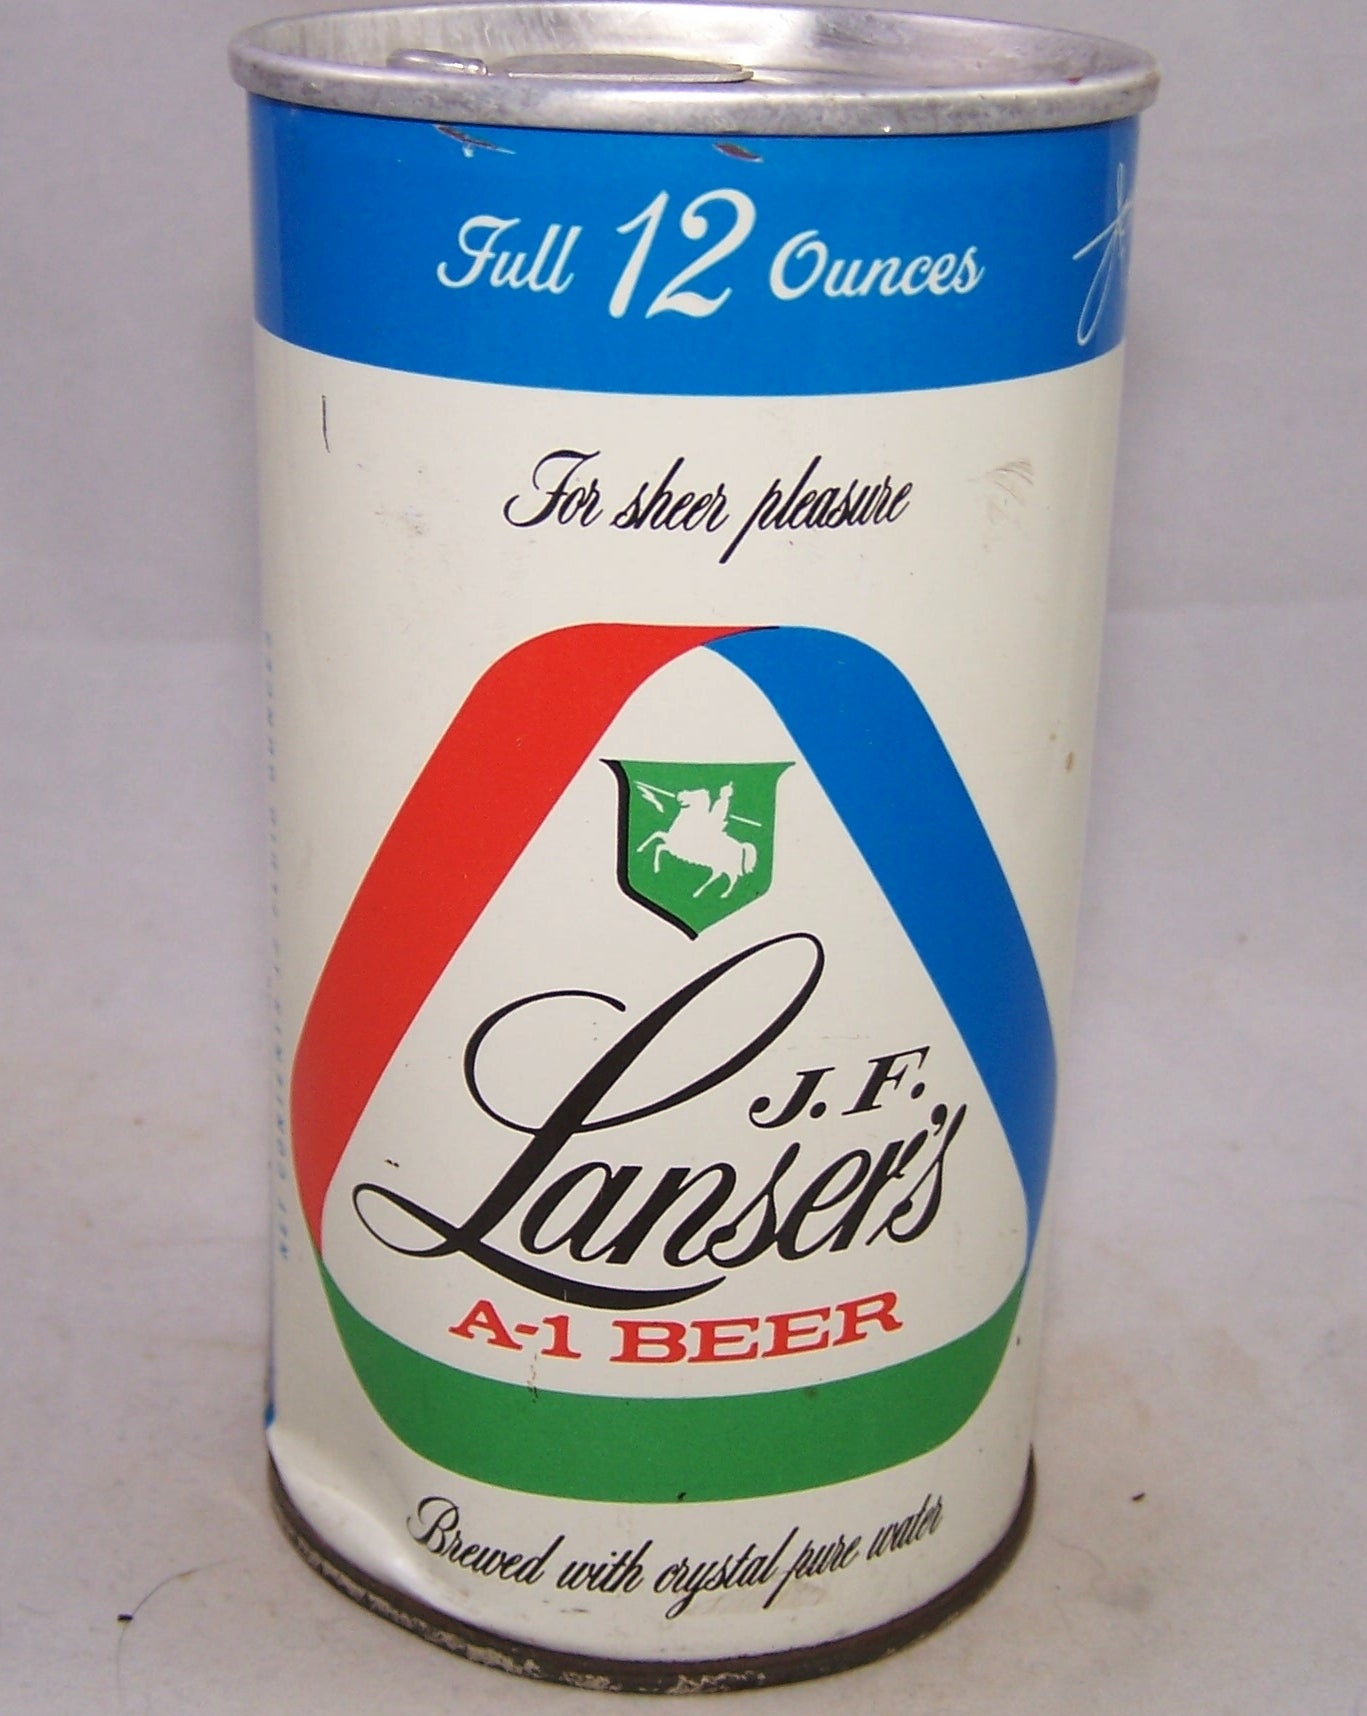 Full 12 Ounces
For sheer pleasure
J. F.
Lanser's
A-1 BEER
Brewed with crystal pure water